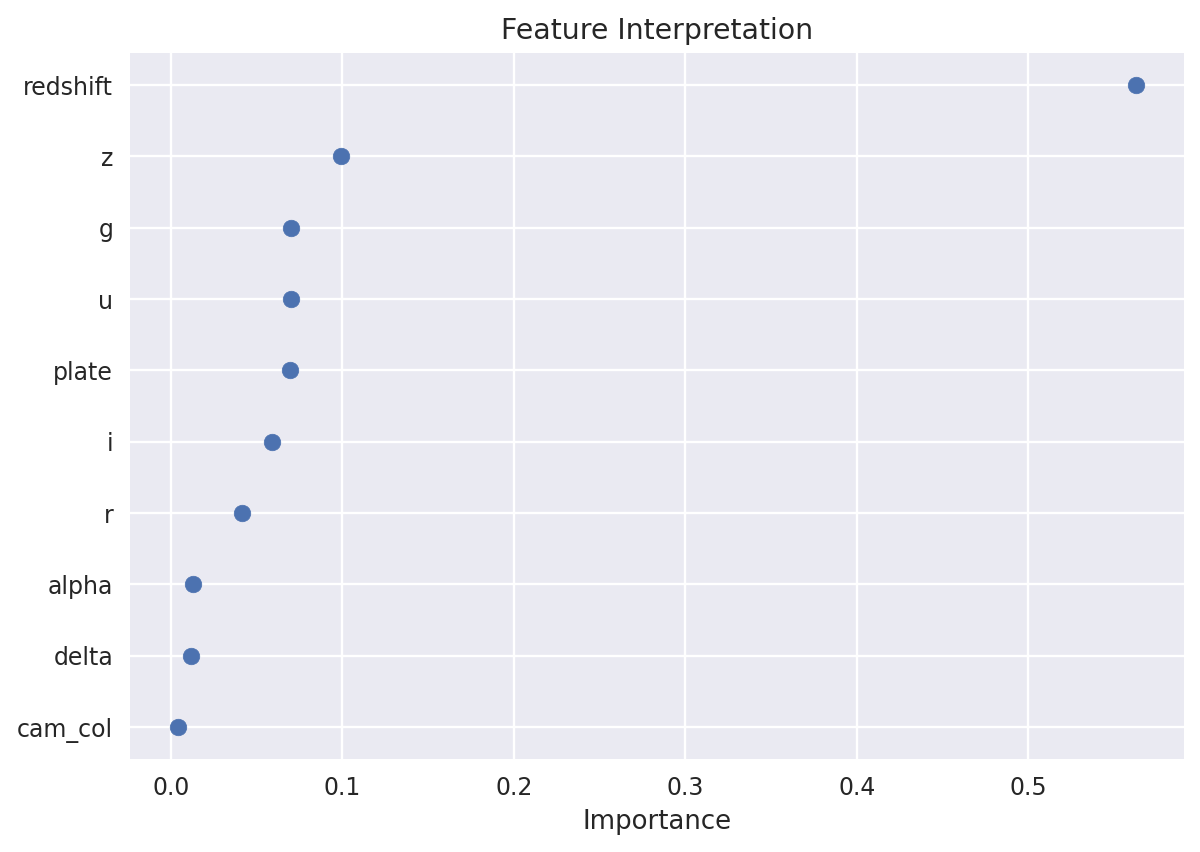 Feature Interpretation
redshift
z
g
u
plate
i
r
alpha
delta
cam_col
0.0 0.1 0.2 0.3 0.4 0.5
Importance